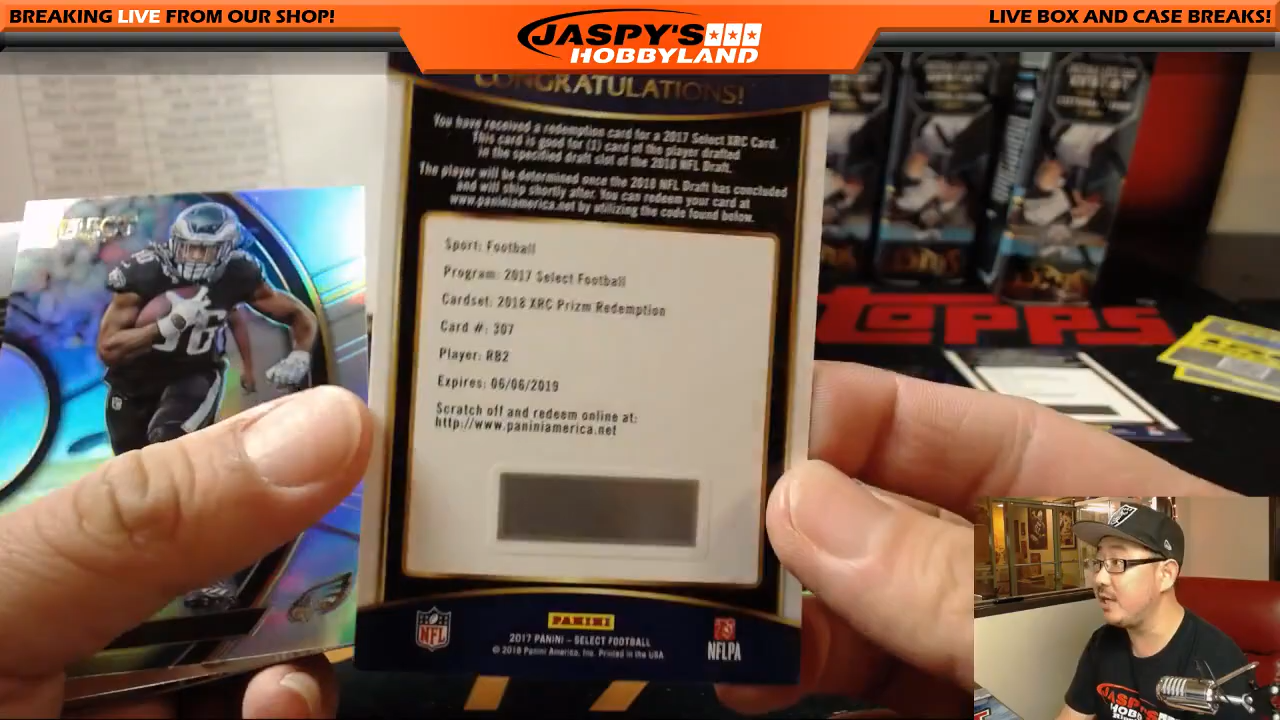 BREAKING LIVE FROM OUR SHOP!
JASPY'S
HOBBYLAND
LIVE BOX AND CASE BREAKS!
CONGRATULATIONS!
You have received a redemption card for a 2017 Select XRC Card.
This card is good for (1) card of the player drafted
in the specified draft slot of the 2018 NFL Draft.
The player will be determined once the 2018 NFL Draft has concluded
and will ship shortly after. You can redeem your card at
www.paniniamerica.net by utilizing the code found below.
Sport: Football
Program: 2017 Select Football
Cardset: 2018 XRC Prizm Redemption
Card #: 307
Player: RB2
Expires: 06/06/2019
Scratch off and redeem online at:
http://www.paniniamerica.net
NFL
PANINI
NFLPA
2017 PANINI - SELECT FOOTBALL
© 2018 Panini America, Inc. Printed in the USA
SELECT
36
TOPPS
JASPY'S